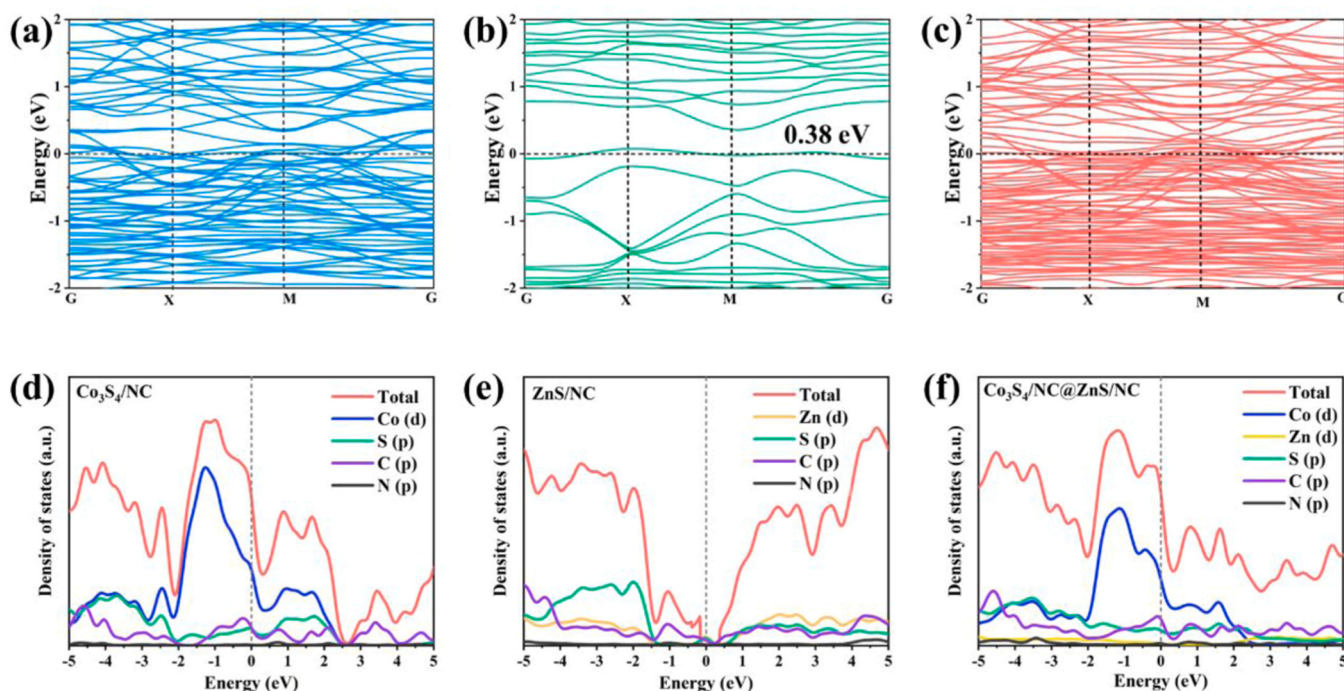 (a)
2
1
0
-1
-2
Energy (eV)
G X M G
(b)
2
1
0
-1
-2
Energy (eV)
0.38 eV
G X M G
(c)
2
1
0
-1
-2
Energy (eV)
G X M G
(d)
Co₃S₄/NC
Total
Co (d)
S (p)
C (p)
N (p)
Density of states (a.u.)
-5 -4 -3 -2 -1 0 1 2 3 4 5
Energy (eV)
(e)
ZnS/NC
Total
Zn (d)
S (p)
C (p)
N (p)
Density of states (a.u.)
-5 -4 -3 -2 -1 0 1 2 3 4 5
Energy (eV)
(f)
Co₃S₄/NC@ZnS/NC
Total
Co (d)
Zn (d)
S (p)
C (p)
N (p)
Density of states (a.u.)
-5 -4 -3 -2 -1 0 1 2 3 4 5
Energy (eV)